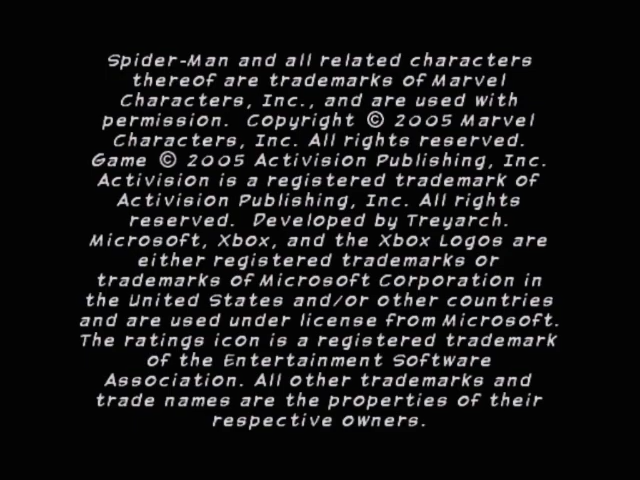 Spider-Man and all related characters
thereof are trademarks of Marvel
Characters, Inc., and are used with
permission.  Copyright © 2005 Marvel
Characters, Inc. All rights reserved.
Game © 2005 Activision Publishing, Inc.
Activision is a registered trademark of
Activision Publishing, Inc. All rights
reserved.  Developed by Treyarch.
Microsoft, Xbox, and the Xbox Logos are
either registered trademarks or
trademarks of Microsoft Corporation in
the United States and/or other countries
and are used under license from Microsoft.
The ratings icon is a registered trademark
of the Entertainment Software
Association. All other trademarks and
trade names are the properties of their
respective owners.